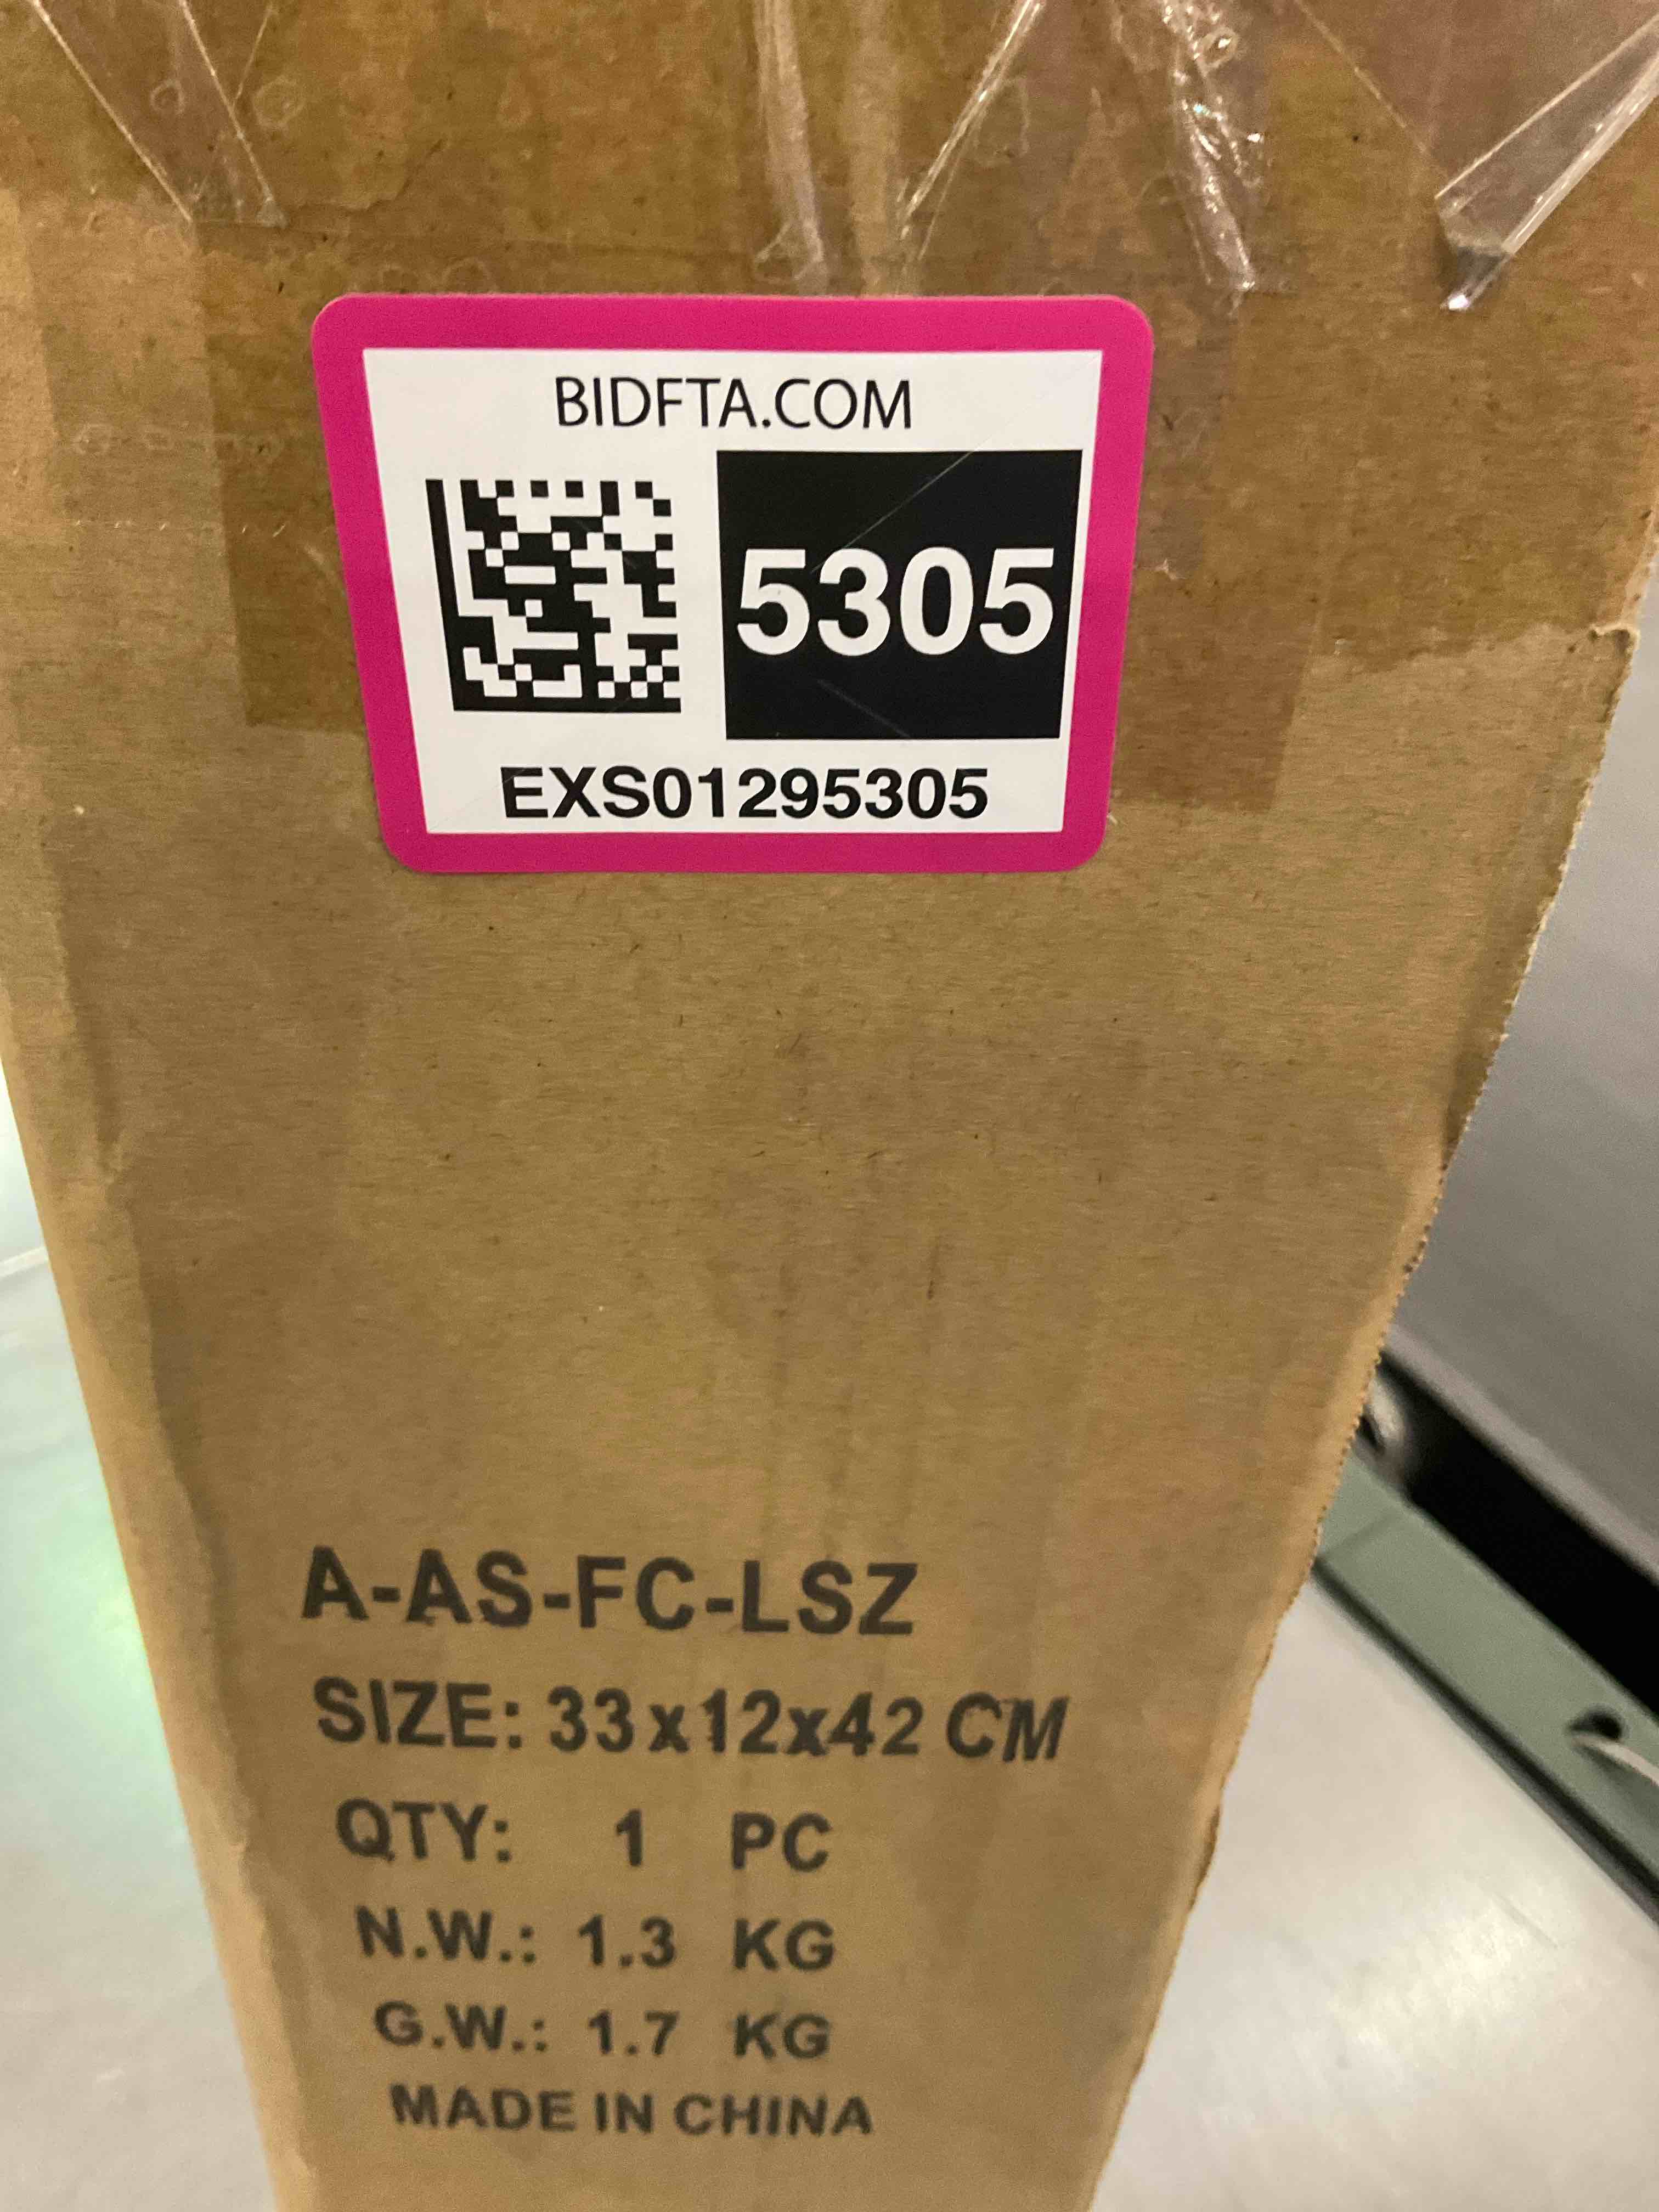 BIDFTA.COM
5305
EXS01295305
A-AS-FC-LSZ
SIZE: 33x12x42 CM
QTY: 1 PC
N.W.: 1.3 KG
G.W.: 1.7 KG
MADE IN CHINA